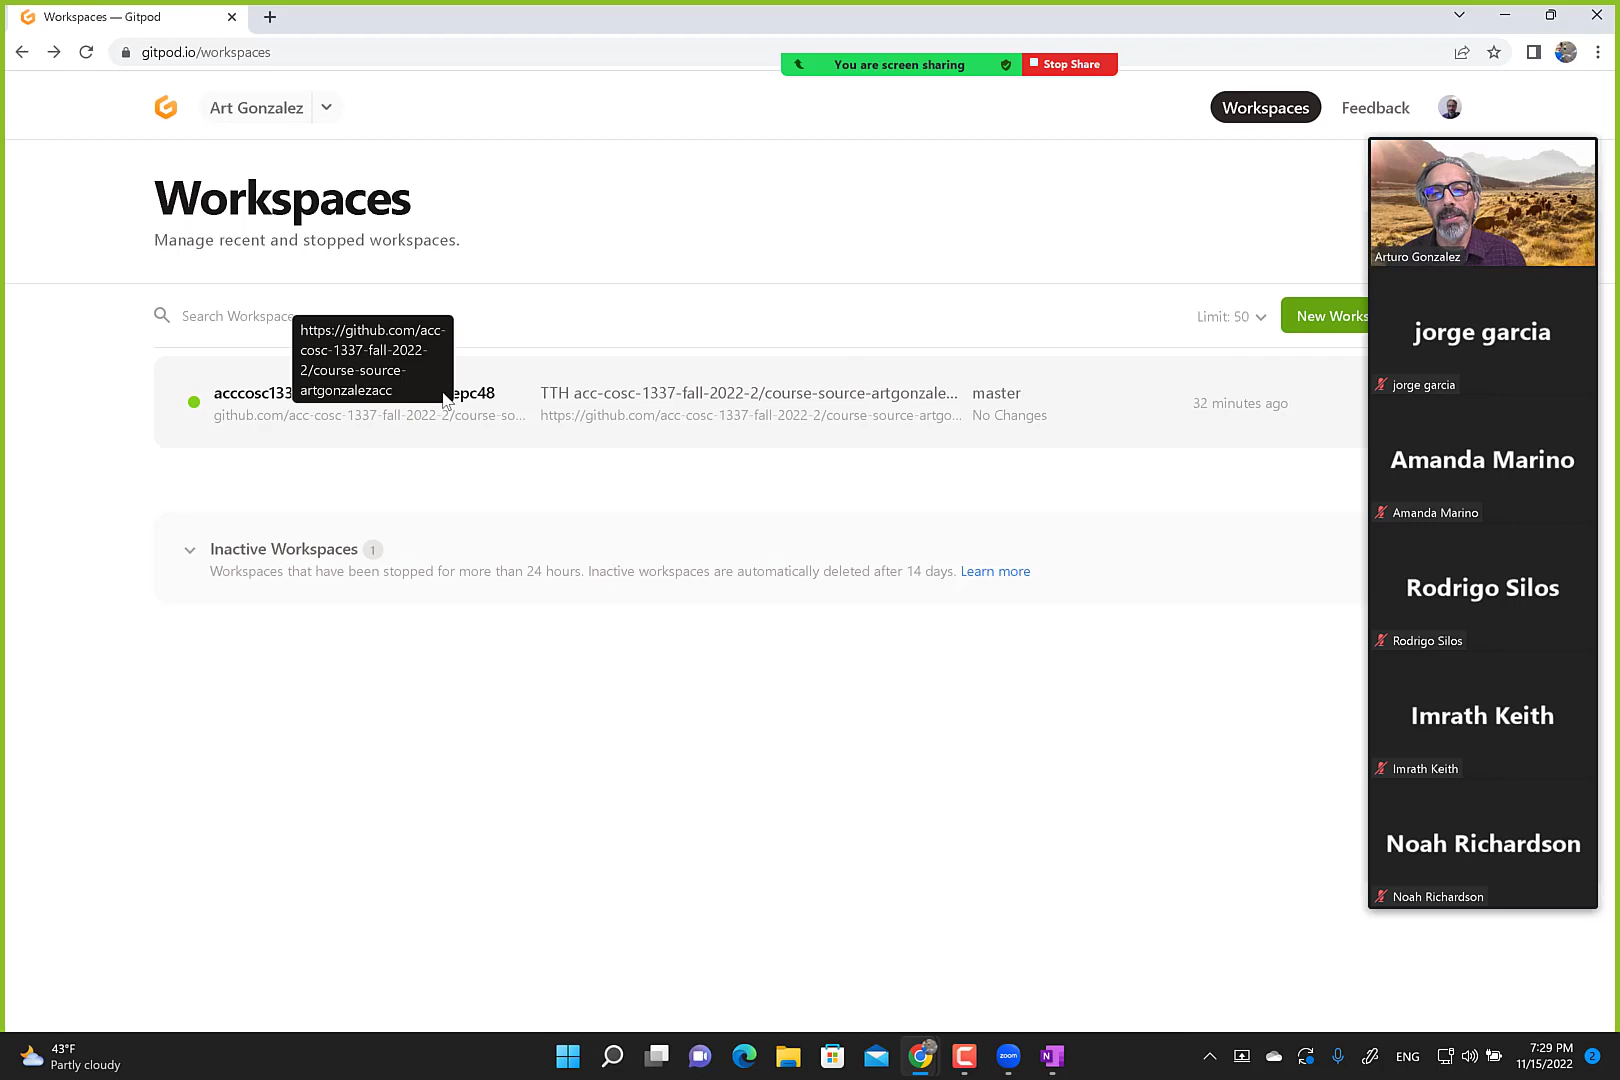 Workspaces — Gitpod
gitpod.io/workspaces
You are screen sharing
Stop Share
Art Gonzalez
Workspaces
Feedback
Workspaces
Manage recent and stopped workspaces.
Search Workspace
Limit: 50
New Works
https://github.com/acc-
cosc-1337-fall-2022-
2/course-source-
artgonzalezacc
acccosc133
epc48
github.com/acc-cosc-1337-fall-2022-2/course-so...
TTH acc-cosc-1337-fall-2022-2/course-source-artgonzale...
https://github.com/acc-cosc-1337-fall-2022-2/course-source-artgo...
master
No Changes
32 minutes ago
Inactive Workspaces 1
Workspaces that have been stopped for more than 24 hours. Inactive workspaces are automatically deleted after 14 days. Learn more
Arturo Gonzalez
jorge garcia
jorge garcia
Amanda Marino
Amanda Marino
Rodrigo Silos
Rodrigo Silos
Imrath Keith
Imrath Keith
Noah Richardson
Noah Richardson
43°F
Partly cloudy
zoom
N
ENG
7:29 PM
11/15/2022
2